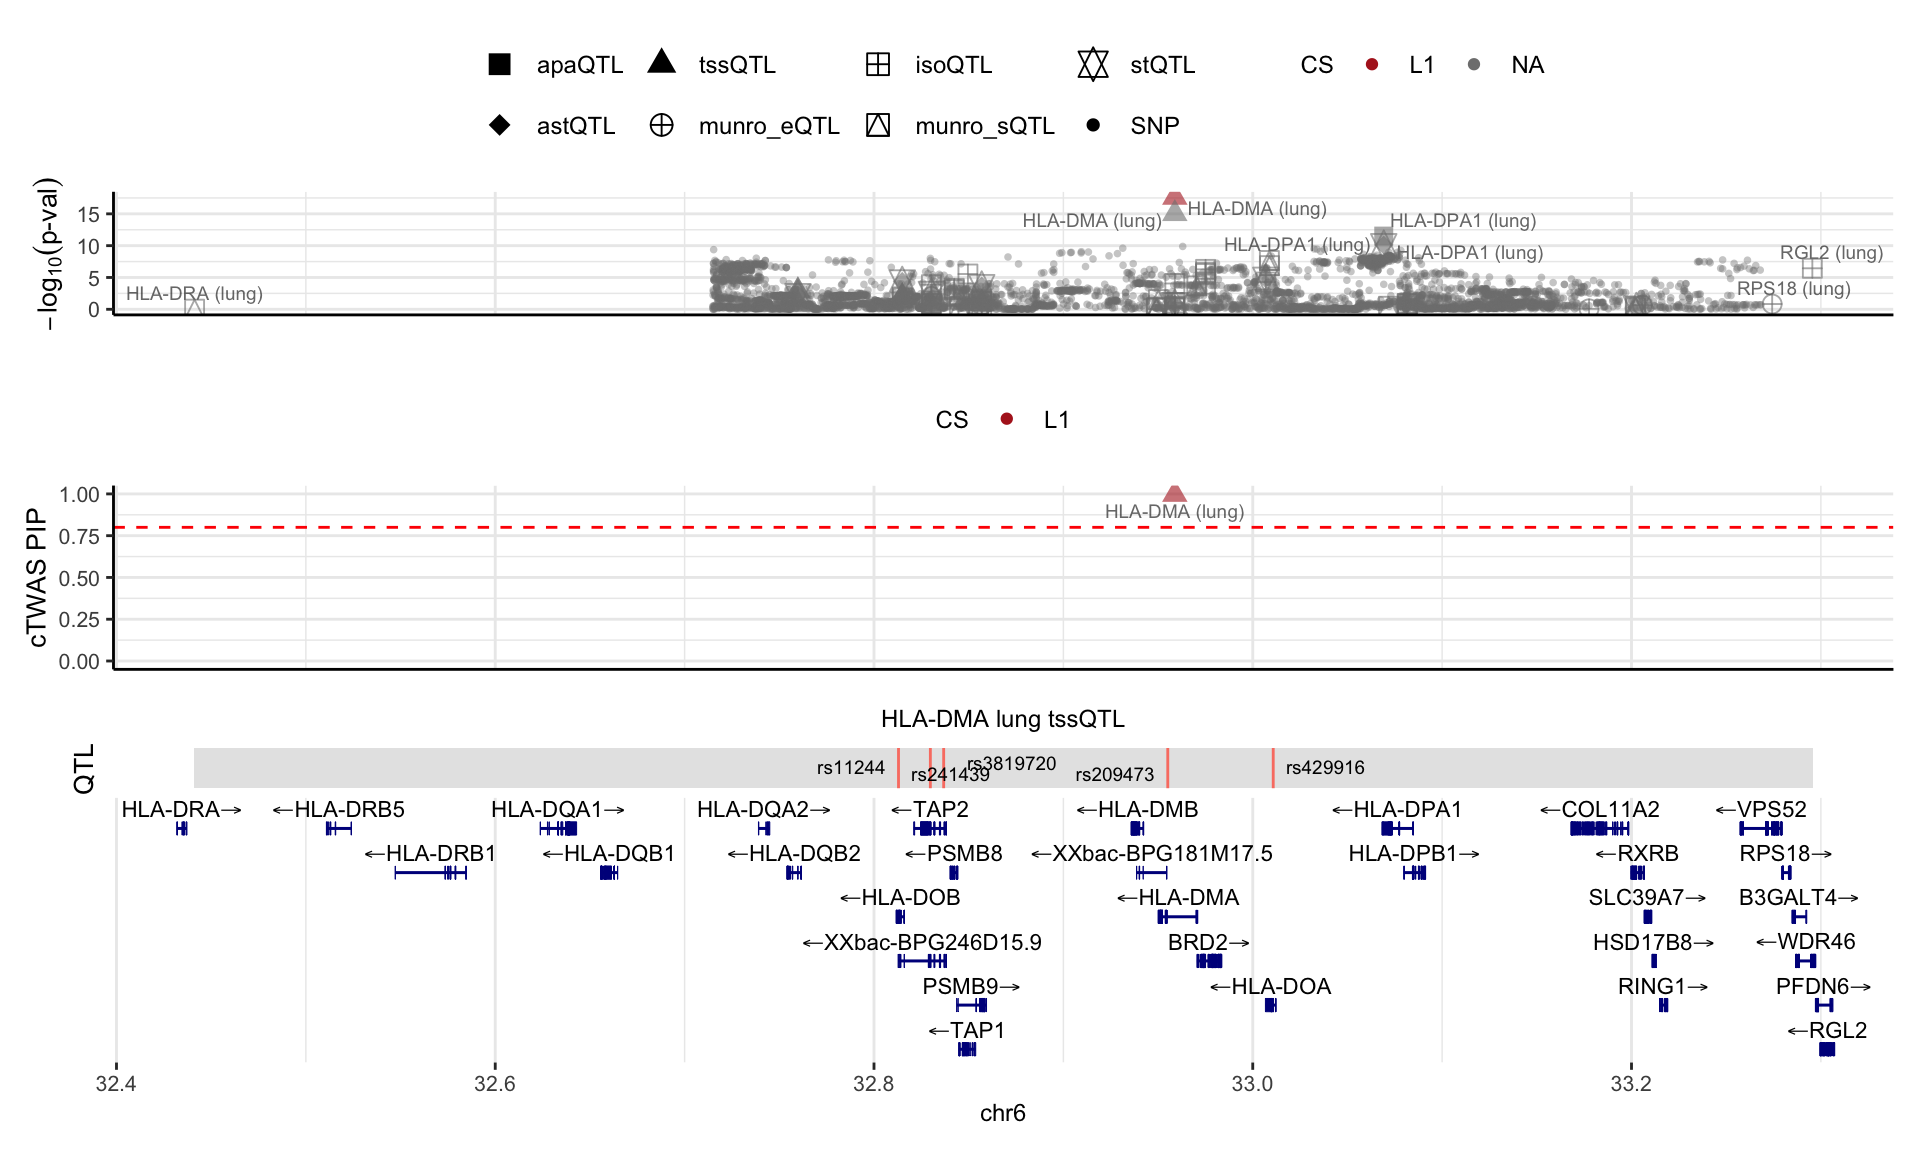 apaQTL tssQTL isoQTL stQTL CS L1 NA
astQTL munro_eQTL munro_sQTL SNP
−log10(p-val)
15
10
5
0
HLA-DRA (lung)
HLA-DMA (lung)
HLA-DMA (lung)
HLA-DPA1 (lung)
HLA-DPA1 (lung)
HLA-DPA1 (lung)
RGL2 (lung)
RPS18 (lung)
CS L1
cTWAS PIP
1.00
0.75
0.50
0.25
0.00
HLA-DMA (lung)
HLA-DMA lung tssQTL
QTL
rs11244 rs241439 rs3819720 rs209473 rs429916
HLA-DRA→ ←HLA-DRB5 HLA-DQA1→ HLA-DQA2→ ←TAP2 ←HLA-DMB ←HLA-DPA1 ←COL11A2 ←VPS52
←HLA-DRB1 ←HLA-DQB1 ←HLA-DQB2 ←PSMB8 ←XXbac-BPG181M17.5 HLA-DPB1→ ←RXRB RPS18→
←HLA-DOB ←HLA-DMA SLC39A7→ B3GALT4→
←XXbac-BPG246D15.9 BRD2→ HSD17B8→ ←WDR46
PSMB9→ ←HLA-DOA RING1→ PFDN6→
←TAP1 ←RGL2
32.4 32.6 32.8 33.0 33.2
chr6